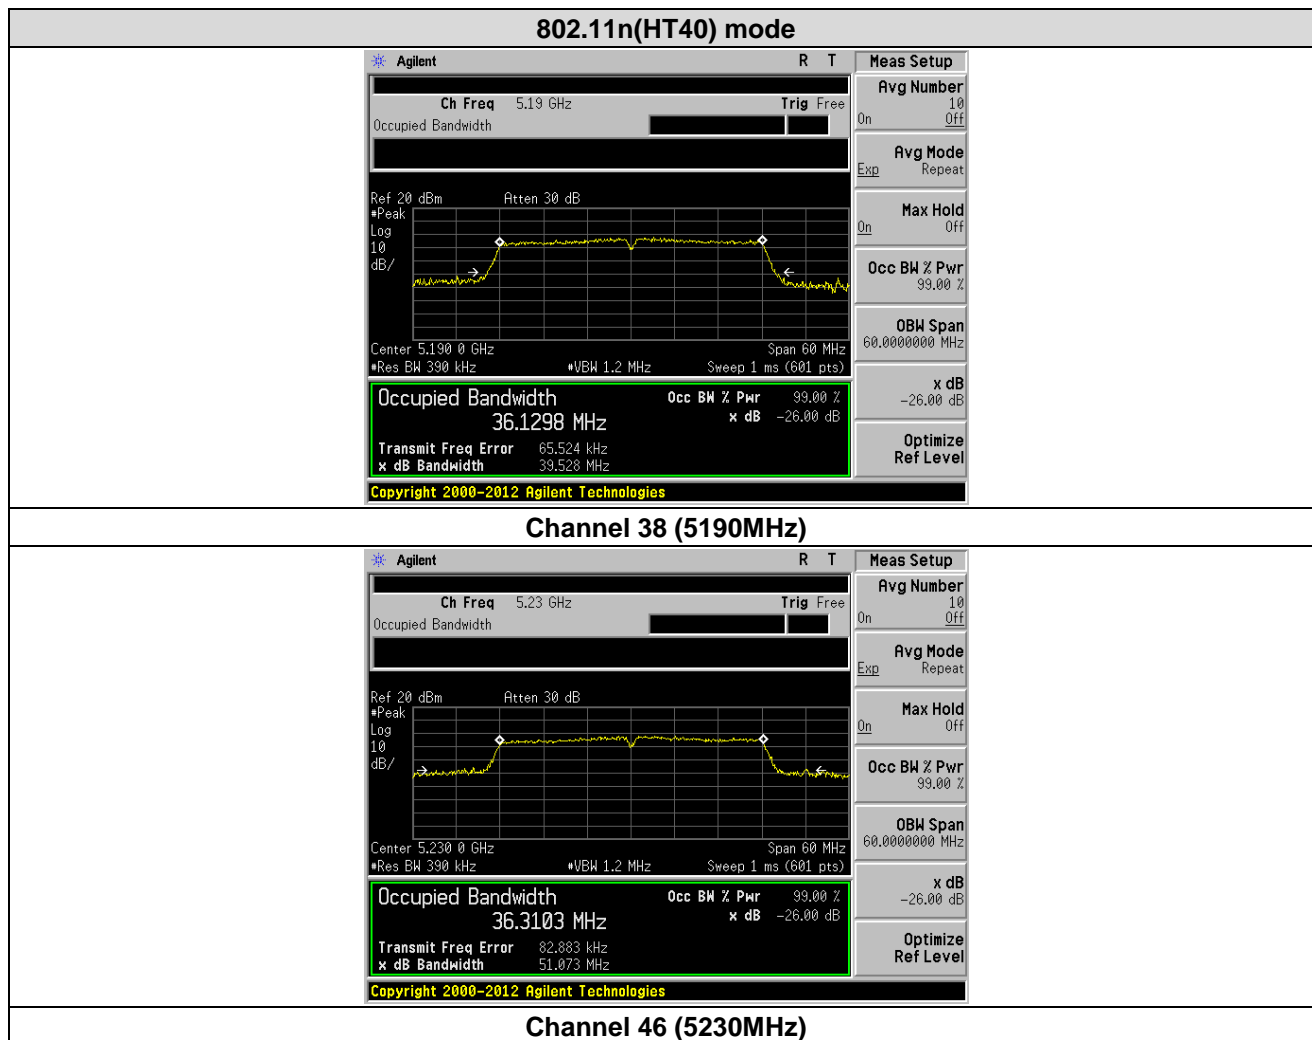 802.11n(HT40) mode
Agilent R T Meas Setup
Ch Freq 5.19 GHz Trig Free
Occupied Bandwidth
Avg Number
10
On Off
Avg Mode
Exp Repeat
Max Hold
On Off
Occ BW % Pwr
99.00 %
OBW Span
60.0000000 MHz
x dB
-26.00 dB
Optimize
Ref Level
Ref 20 dBm Atten 30 dB
#Peak
Log
10
dB/
Center 5.190 0 GHz Span 60 MHz
#Res BW 390 kHz #VBW 1.2 MHz Sweep 1 ms (601 pts)
Occupied Bandwidth Occ BW % Pwr 99.00 %
36.1298 MHz x dB -26.00 dB
Transmit Freq Error 65.524 kHz
x dB Bandwidth 39.528 MHz
Copyright 2000-2012 Agilent Technologies
Channel 38 (5190MHz)
Agilent R T Meas Setup
Ch Freq 5.23 GHz Trig Free
Occupied Bandwidth
Avg Number
10
On Off
Avg Mode
Exp Repeat
Max Hold
On Off
Occ BW % Pwr
99.00 %
OBW Span
60.0000000 MHz
x dB
-26.00 dB
Optimize
Ref Level
Ref 20 dBm Atten 30 dB
#Peak
Log
10
dB/
Center 5.230 0 GHz Span 60 MHz
#Res BW 390 kHz #VBW 1.2 MHz Sweep 1 ms (601 pts)
Occupied Bandwidth Occ BW % Pwr 99.00 %
36.3103 MHz x dB -26.00 dB
Transmit Freq Error 82.883 kHz
x dB Bandwidth 51.073 MHz
Copyright 2000-2012 Agilent Technologies
Channel 46 (5230MHz)